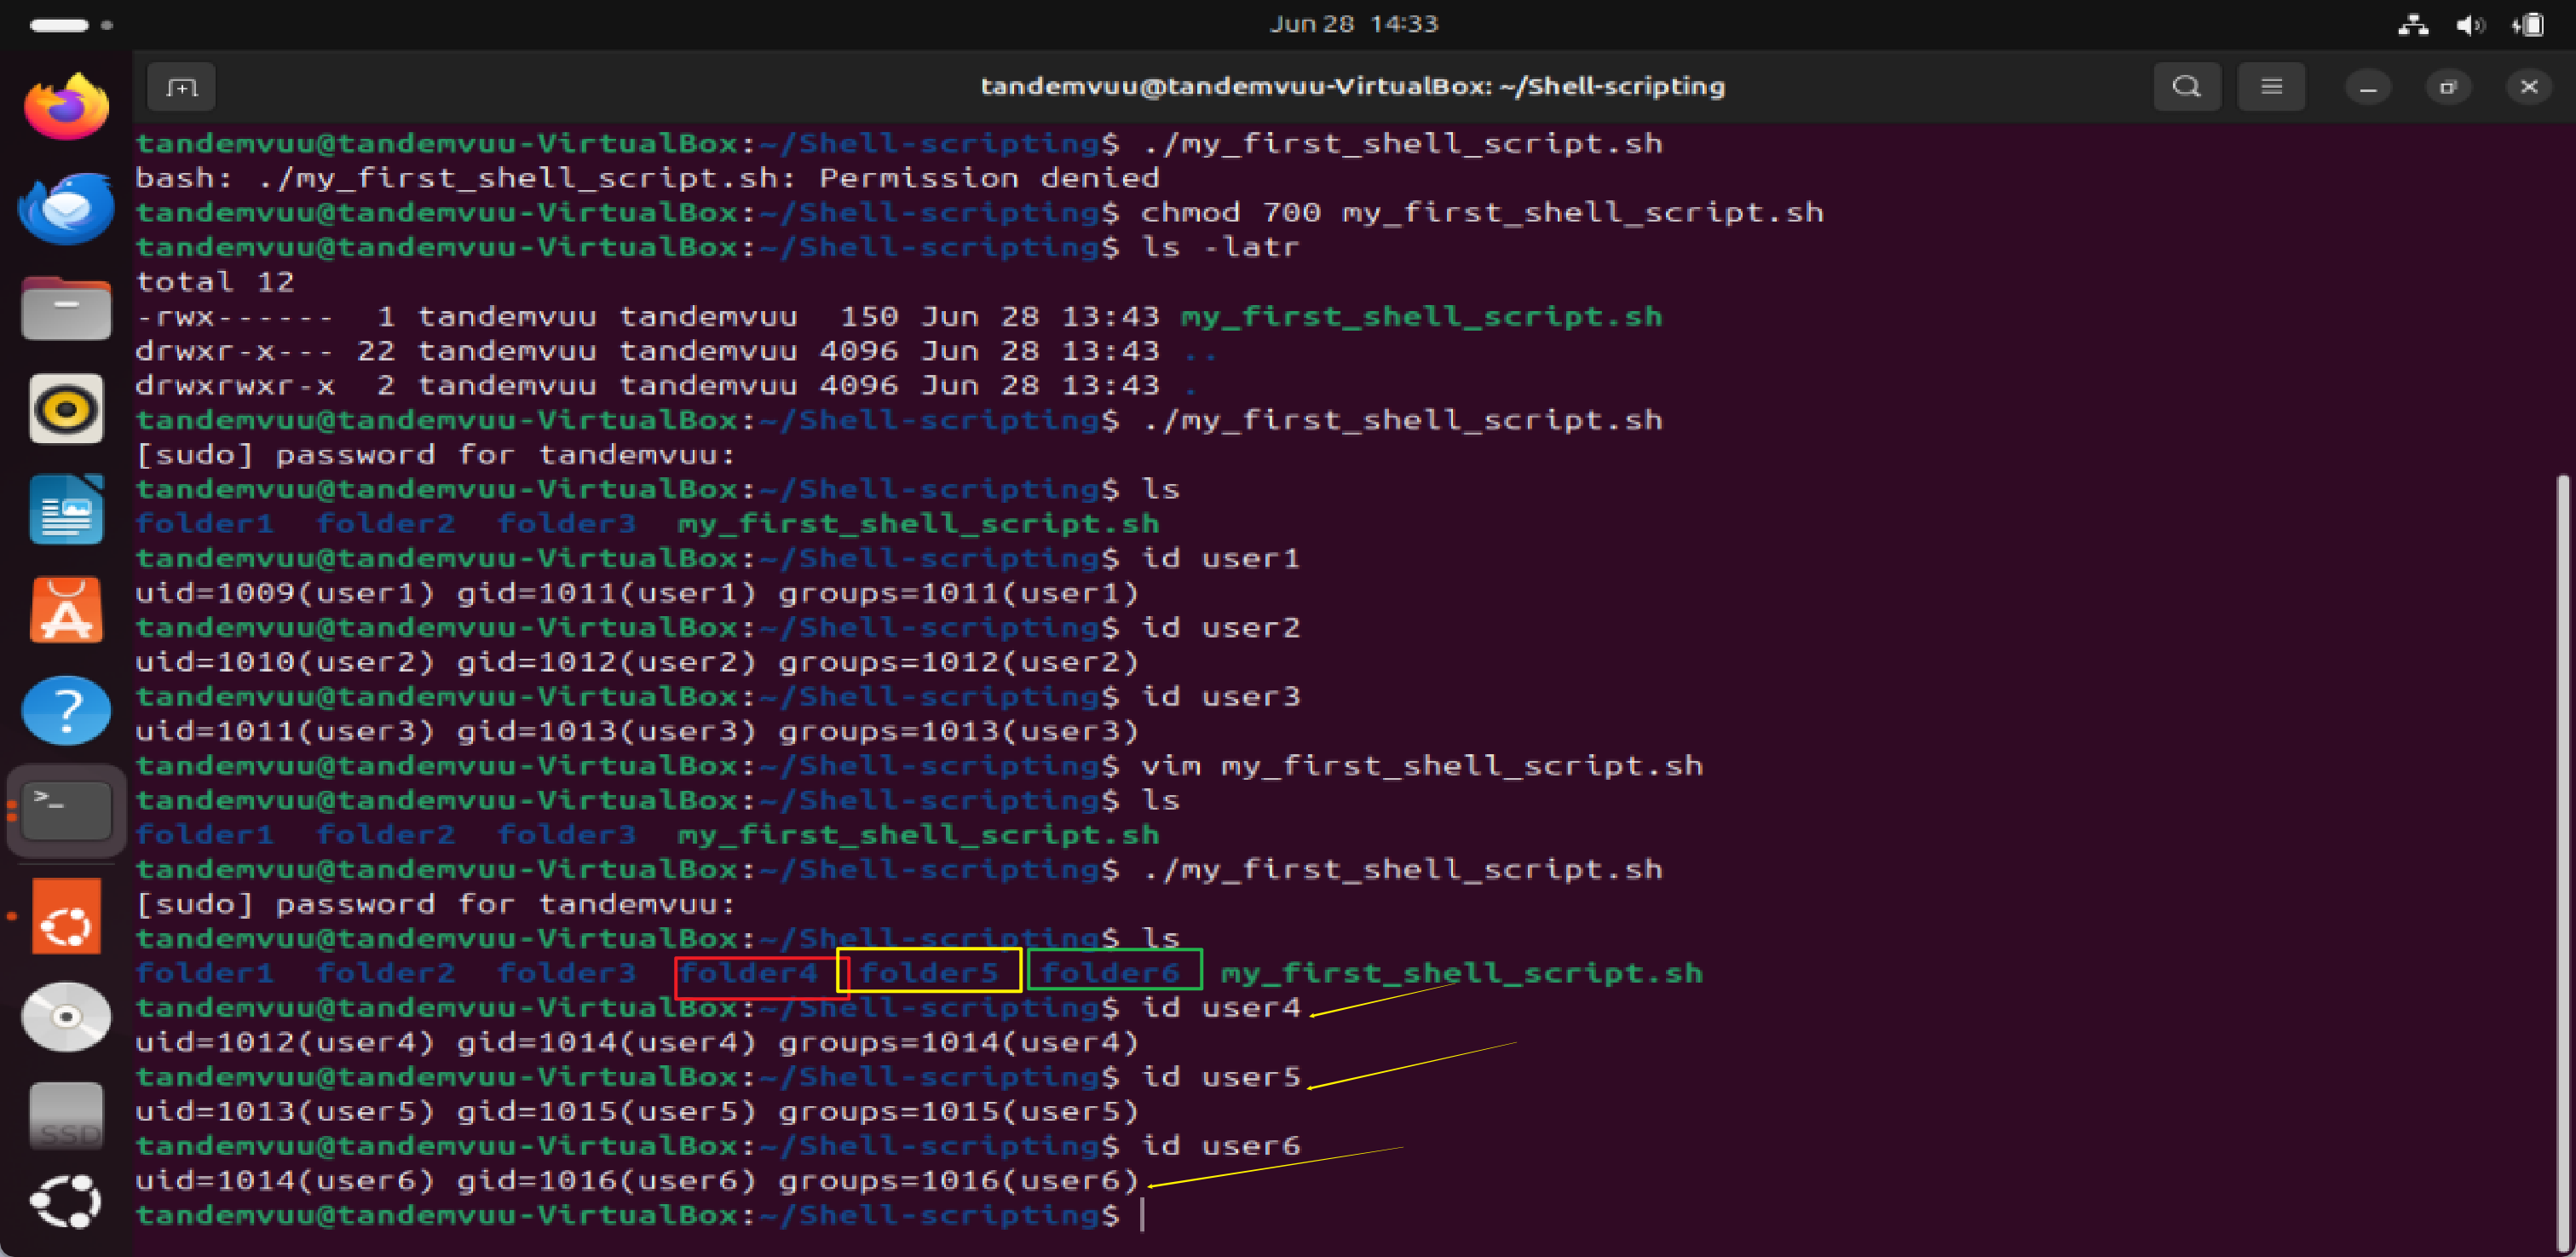 Jun 28 14:33
tandemvuu@tandemvuu-VirtualBox: ~/Shell-scripting
tandemvuu@tandemvuu-VirtualBox:~/Shell-scripting$ ./my_first_shell_script.sh
bash: ./my_first_shell_script.sh: Permission denied
tandemvuu@tandemvuu-VirtualBox:~/Shell-scripting$ chmod 700 my_first_shell_script.sh
tandemvuu@tandemvuu-VirtualBox:~/Shell-scripting$ ls -latr
total 12
-rwx------  1 tandemvuu tandemvuu  150 Jun 28 13:43 my_first_shell_script.sh
drwxr-x--- 22 tandemvuu tandemvuu 4096 Jun 28 13:43 ..
drwxrwxr-x  2 tandemvuu tandemvuu 4096 Jun 28 13:43 .
tandemvuu@tandemvuu-VirtualBox:~/Shell-scripting$ ./my_first_shell_script.sh
[sudo] password for tandemvuu:
tandemvuu@tandemvuu-VirtualBox:~/Shell-scripting$ ls
folder1  folder2  folder3  my_first_shell_script.sh
tandemvuu@tandemvuu-VirtualBox:~/Shell-scripting$ id user1
uid=1009(user1) gid=1011(user1) groups=1011(user1)
tandemvuu@tandemvuu-VirtualBox:~/Shell-scripting$ id user2
uid=1010(user2) gid=1012(user2) groups=1012(user2)
tandemvuu@tandemvuu-VirtualBox:~/Shell-scripting$ id user3
uid=1011(user3) gid=1013(user3) groups=1013(user3)
tandemvuu@tandemvuu-VirtualBox:~/Shell-scripting$ vim my_first_shell_script.sh
tandemvuu@tandemvuu-VirtualBox:~/Shell-scripting$ ls
folder1  folder2  folder3  my_first_shell_script.sh
tandemvuu@tandemvuu-VirtualBox:~/Shell-scripting$ ./my_first_shell_script.sh
[sudo] password for tandemvuu:
tandemvuu@tandemvuu-VirtualBox:~/Shell-scripting$ ls
folder1  folder2  folder3  folder4  folder5  folder6  my_first_shell_script.sh
tandemvuu@tandemvuu-VirtualBox:~/Shell-scripting$ id user4
uid=1012(user4) gid=1014(user4) groups=1014(user4)
tandemvuu@tandemvuu-VirtualBox:~/Shell-scripting$ id user5
uid=1013(user5) gid=1015(user5) groups=1015(user5)
tandemvuu@tandemvuu-VirtualBox:~/Shell-scripting$ id user6
uid=1014(user6) gid=1016(user6) groups=1016(user6)
tandemvuu@tandemvuu-VirtualBox:~/Shell-scripting$
SSD